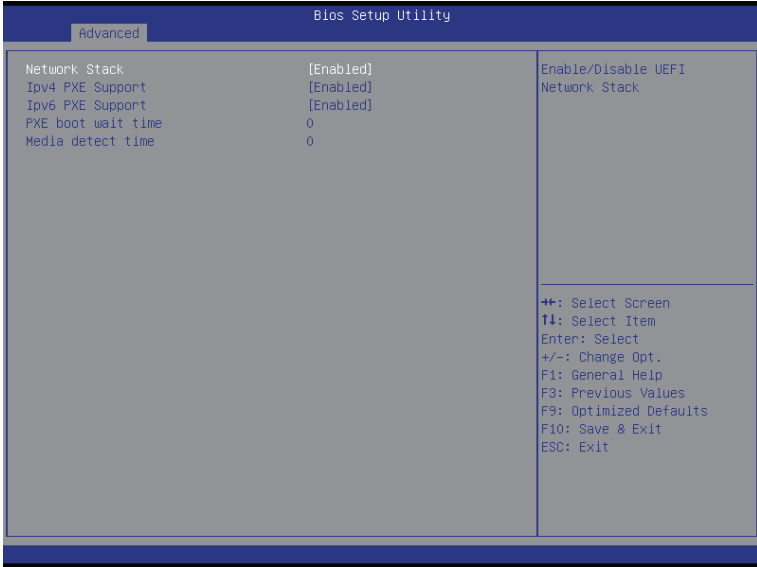 Bios Setup Utility
Advanced
Network Stack [Enabled]
Ipv4 PXE Support [Enabled]
Ipv6 PXE Support [Enabled]
PXE boot wait time 0
Media detect time 0
Enable/Disable UEFI
Network Stack
→←: Select Screen
↑↓: Select Item
Enter: Select
+/-: Change Opt.
F1: General Help
F3: Previous Values
F9: Optimized Defaults
F10: Save & Exit
ESC: Exit